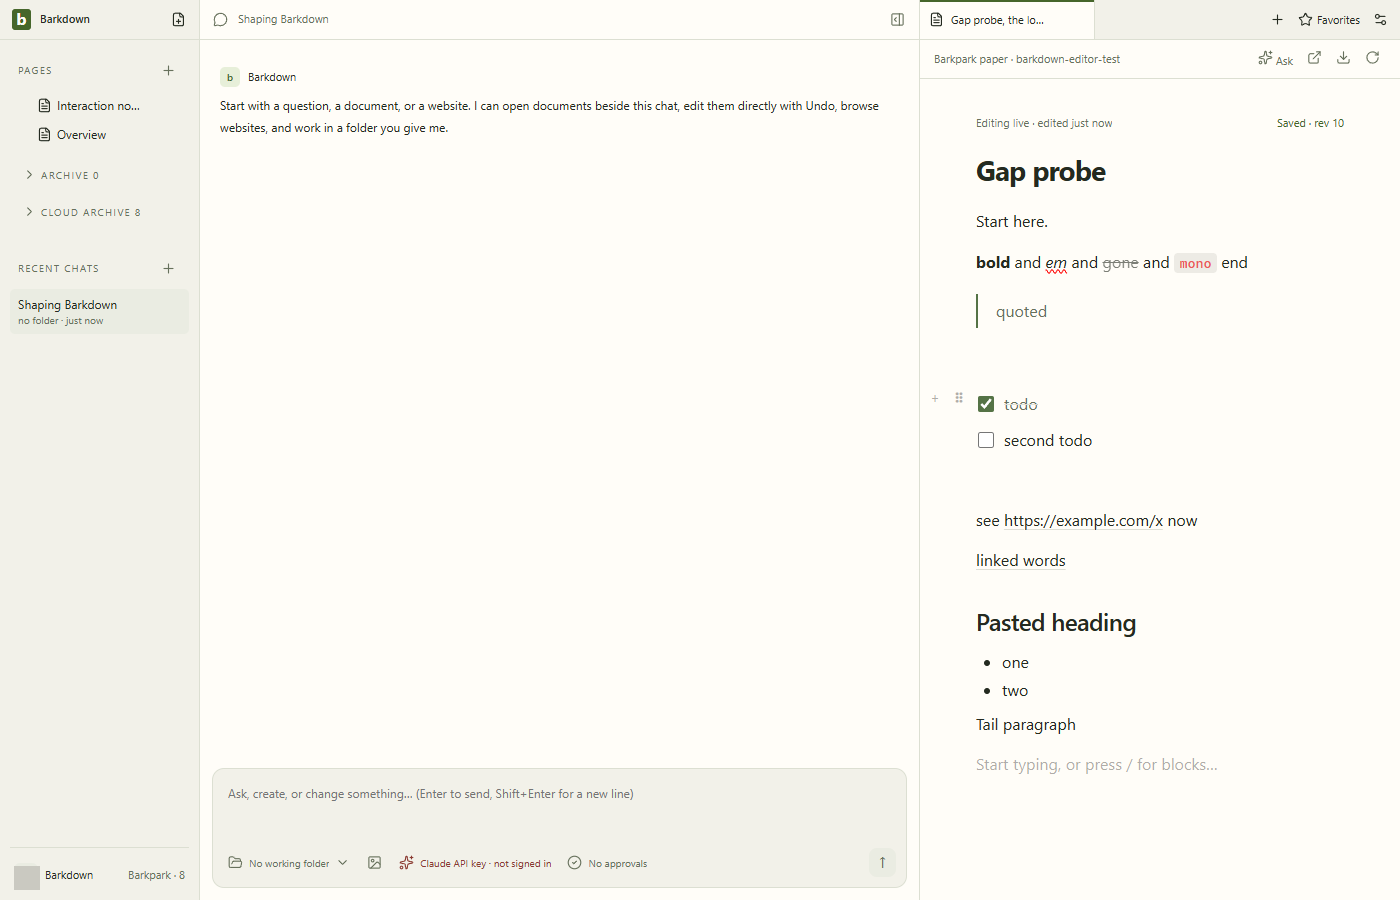 b Barkdown
PAGES
Interaction no...
Overview
ARCHIVE 0
CLOUD ARCHIVE 8
RECENT CHATS
Shaping Barkdown
no folder · just now
Barkdown
Barkpark · 8
Shaping Barkdown
b Barkdown
Start with a question, a document, or a website. I can open documents beside this chat, edit them directly with Undo, browse
websites, and work in a folder you give me.
Ask, create, or change something... (Enter to send, Shift+Enter for a new line)
No working folder
Claude API key · not signed in
No approvals
Gap probe, the lo...
Favorites
Barkpark paper · barkdown-editor-test
Ask
Editing live · edited just now
Saved · rev 10
Gap probe
Start here.
bold and em and gone and mono end
quoted
todo
second todo
see https://example.com/x now
linked words
Pasted heading
one
two
Tail paragraph
Start typing, or press / for blocks...